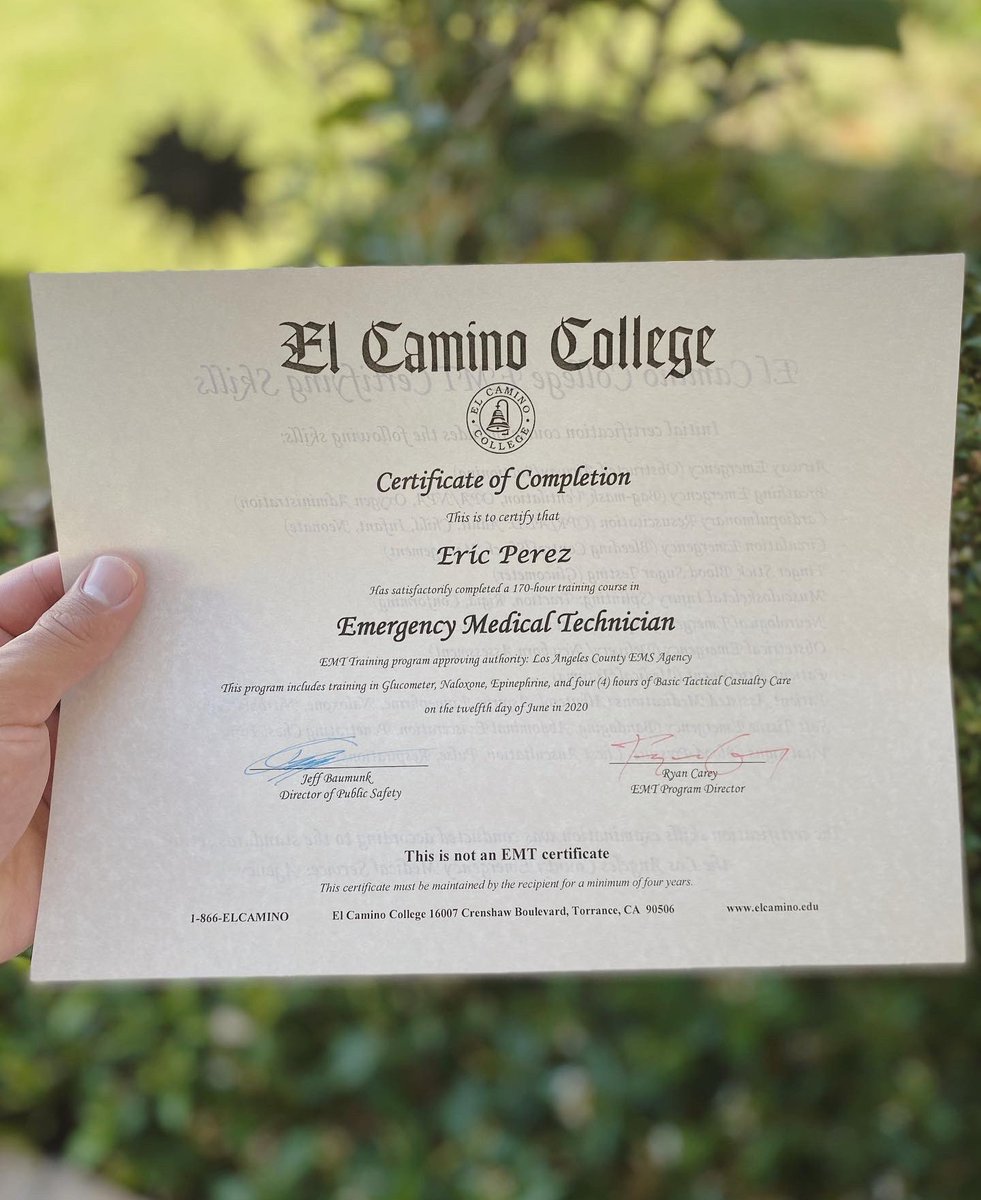 El Camino College
EL CAMINO COLLEGE
Certificate of Completion
This is to certify that
Eric Perez
Has satisfactorily completed a 170-hour training course in
Emergency Medical Technician
EMT Training program approving authority: Los Angeles County EMS Agency
This program includes training in Glucometer, Naloxone, Epinephrine, and four (4) hours of Basic Tactical Casualty Care
on the twelfth day of June in 2020
Jeff Baumunk
Director of Public Safety
Ryan Carey
EMT Program Director
This is not an EMT certificate
This certificate must be maintained by the recipient for a minimum of four years.
1-866-ELCAMINO El Camino College 16007 Crenshaw Boulevard, Torrance, CA 90506 www.elcamino.edu